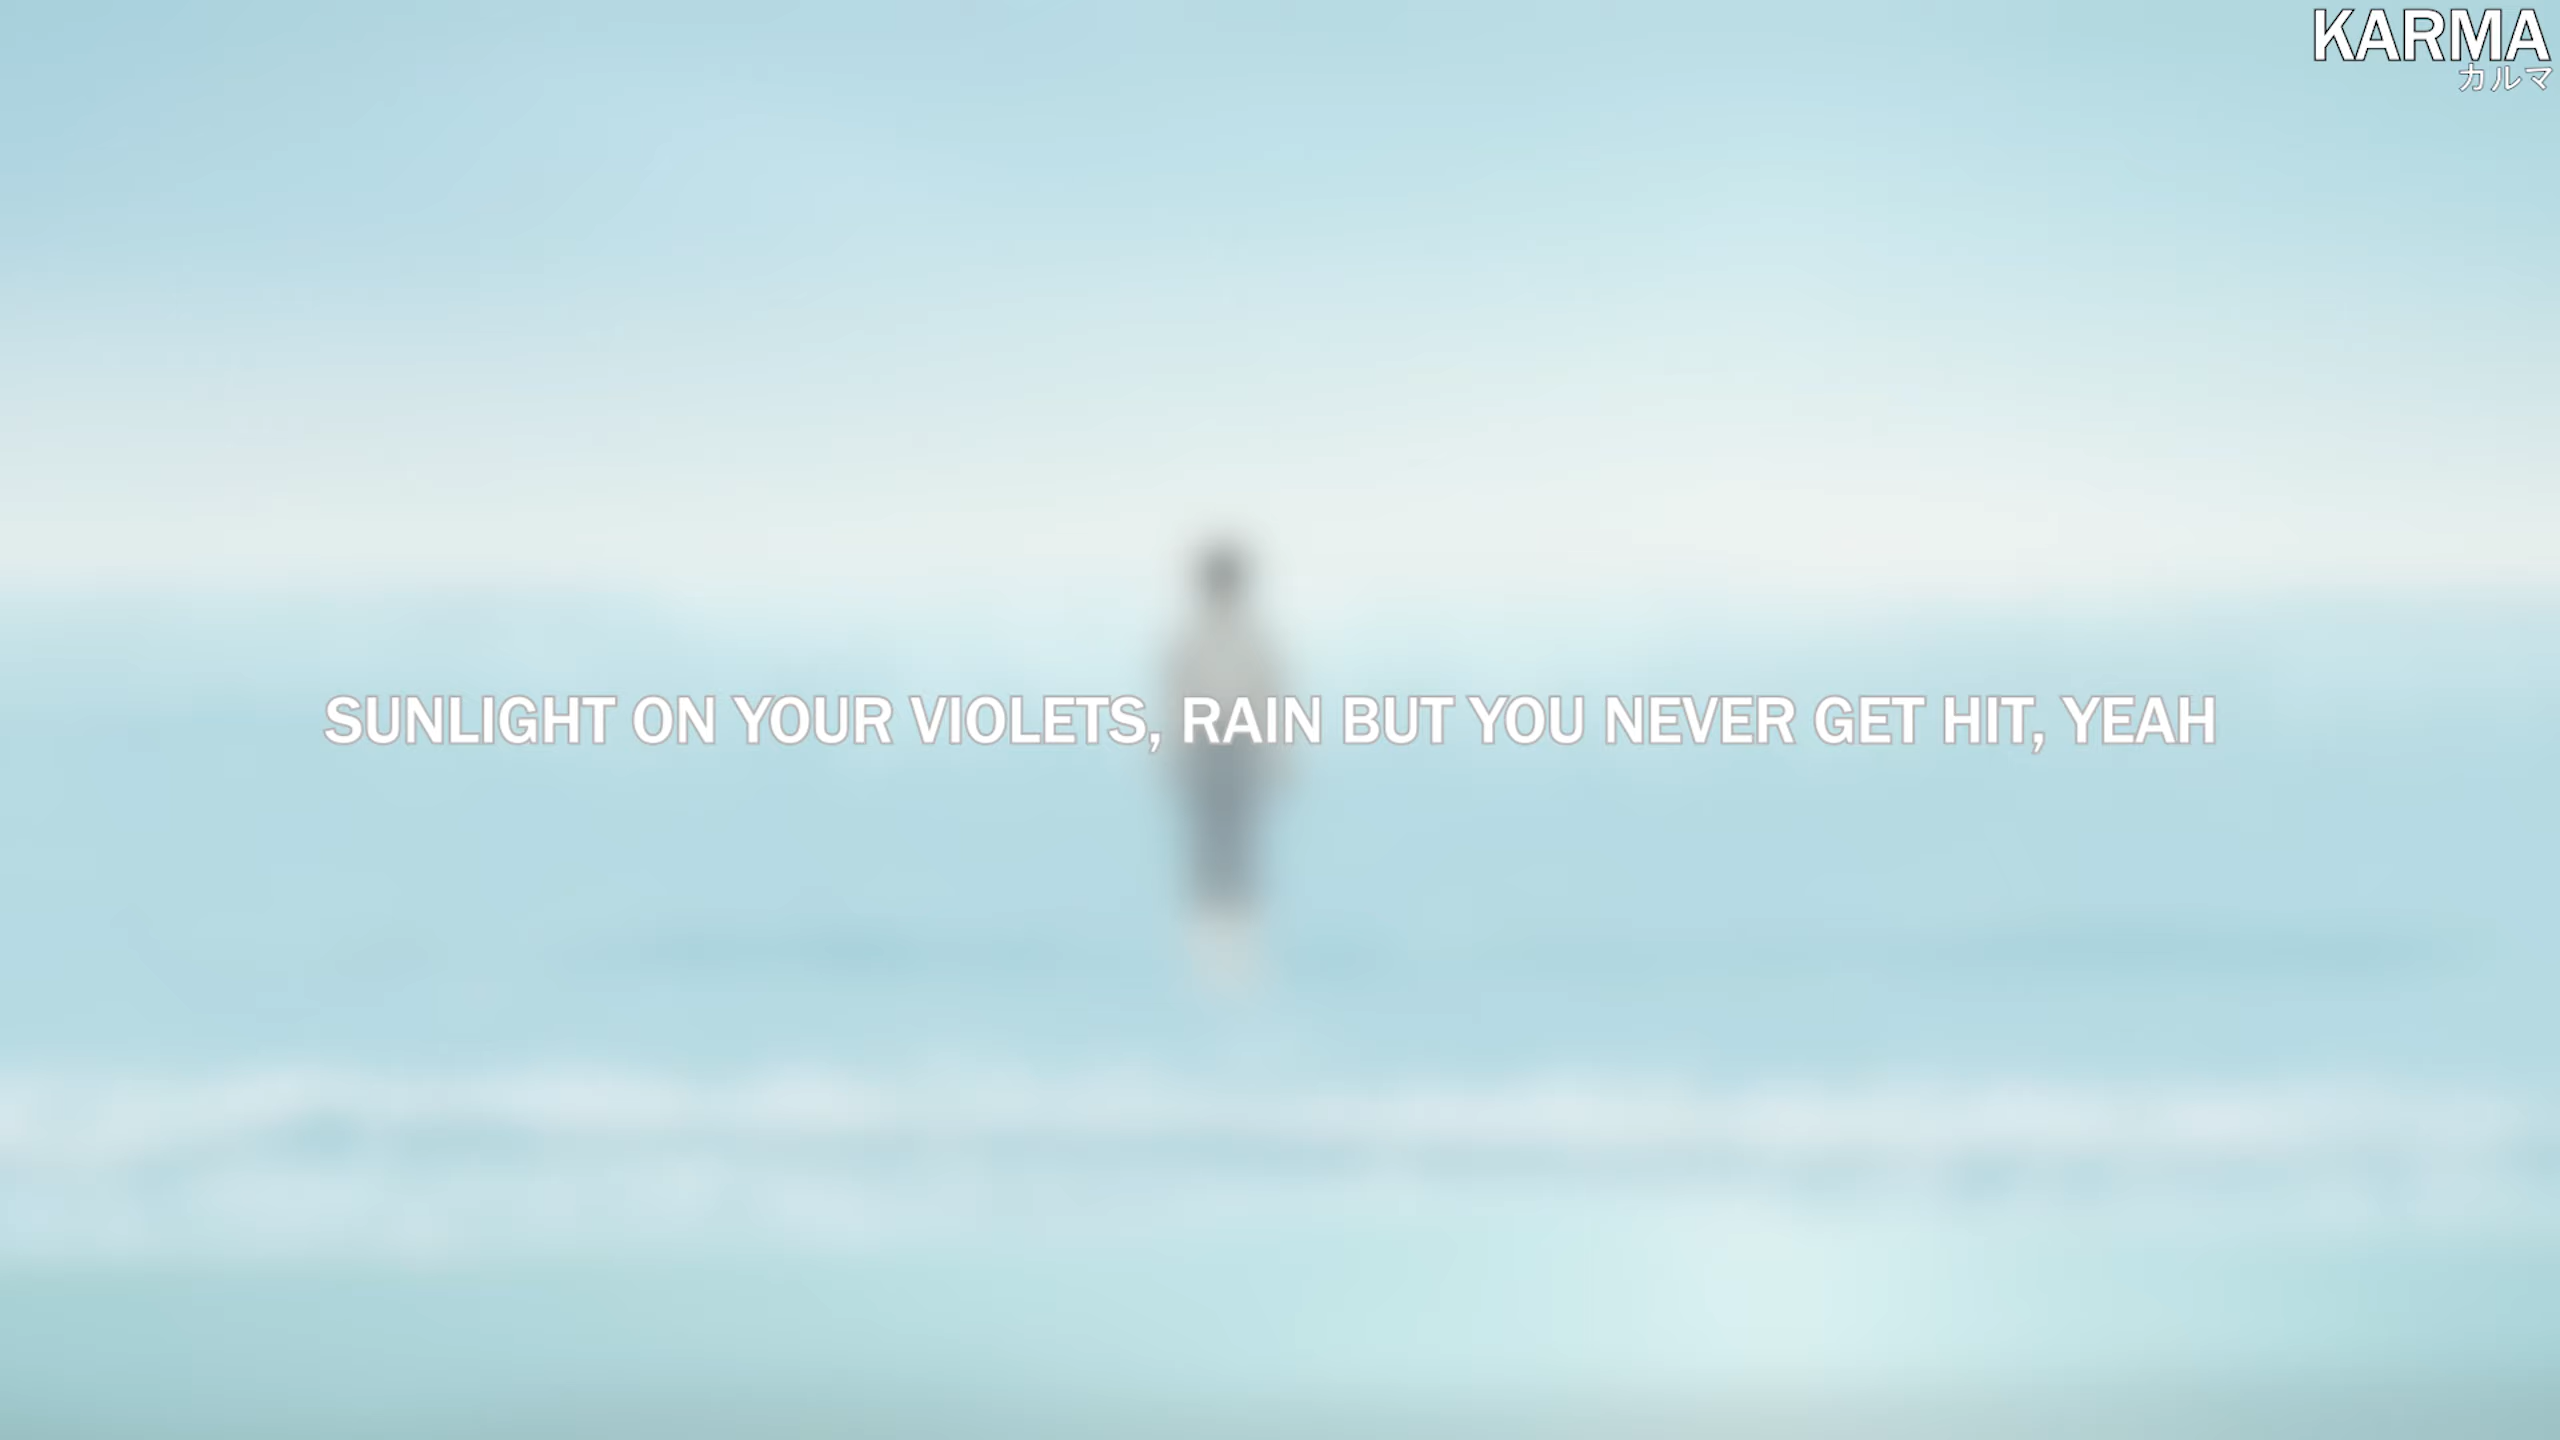 KARMA
カルマ
SUNLIGHT ON YOUR VIOLETS, RAIN BUT YOU NEVER GET HIT, YEAH